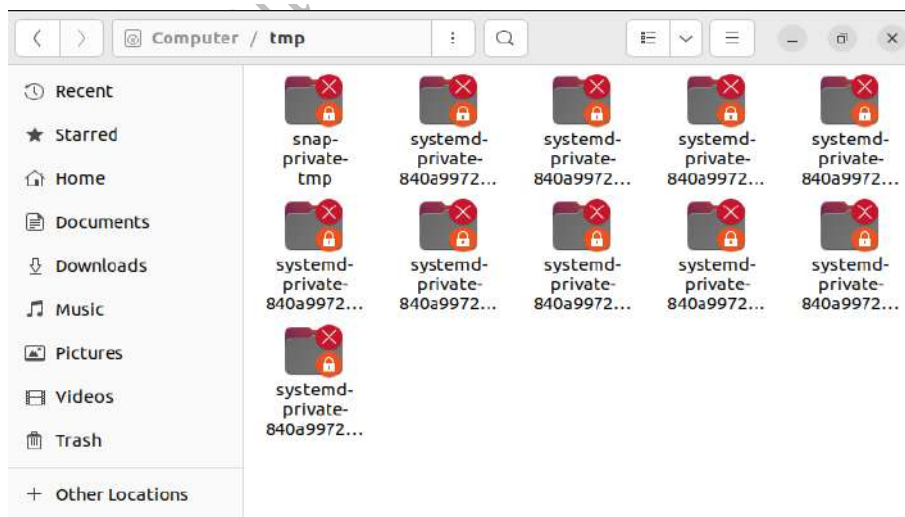 Computer / tmp
Recent
Starred
Home
Documents
Downloads
Music
Pictures
Videos
Trash
Other Locations
snap-
private-
tmp
systemd-
private-
840a9972...
systemd-
private-
840a9972...
systemd-
private-
840a9972...
systemd-
private-
840a9972...
systemd-
private-
840a9972...
systemd-
private-
840a9972...
systemd-
private-
840a9972...
systemd-
private-
840a9972...
systemd-
private-
840a9972...
systemd-
private-
840a9972...